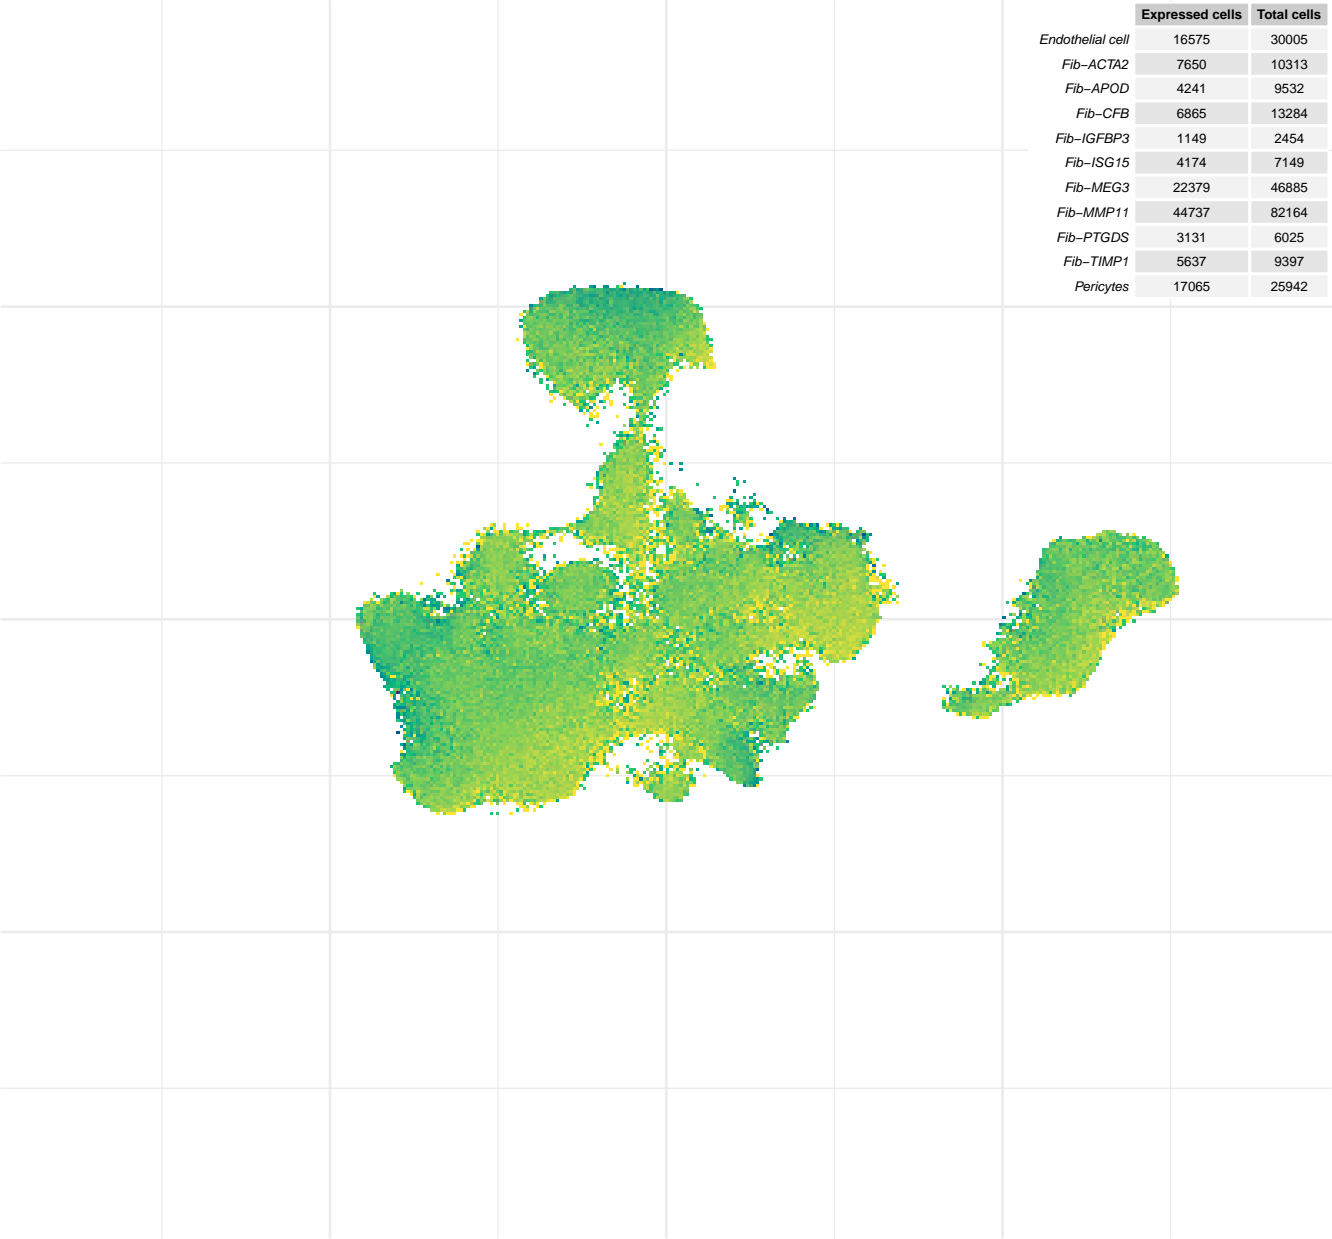 Expressed cells Total cells
Endothelial cell 16575 30005
Fib−ACTA2 7650 10313
Fib−APOD 4241 9532
Fib−CFB 6865 13284
Fib−IGFBP3 1149 2454
Fib−ISG15 4174 7149
Fib−MEG3 22379 46885
Fib−MMP11 44737 82164
Fib−PTGDS 3131 6025
Fib−TIMP1 5637 9397
Pericytes 17065 25942